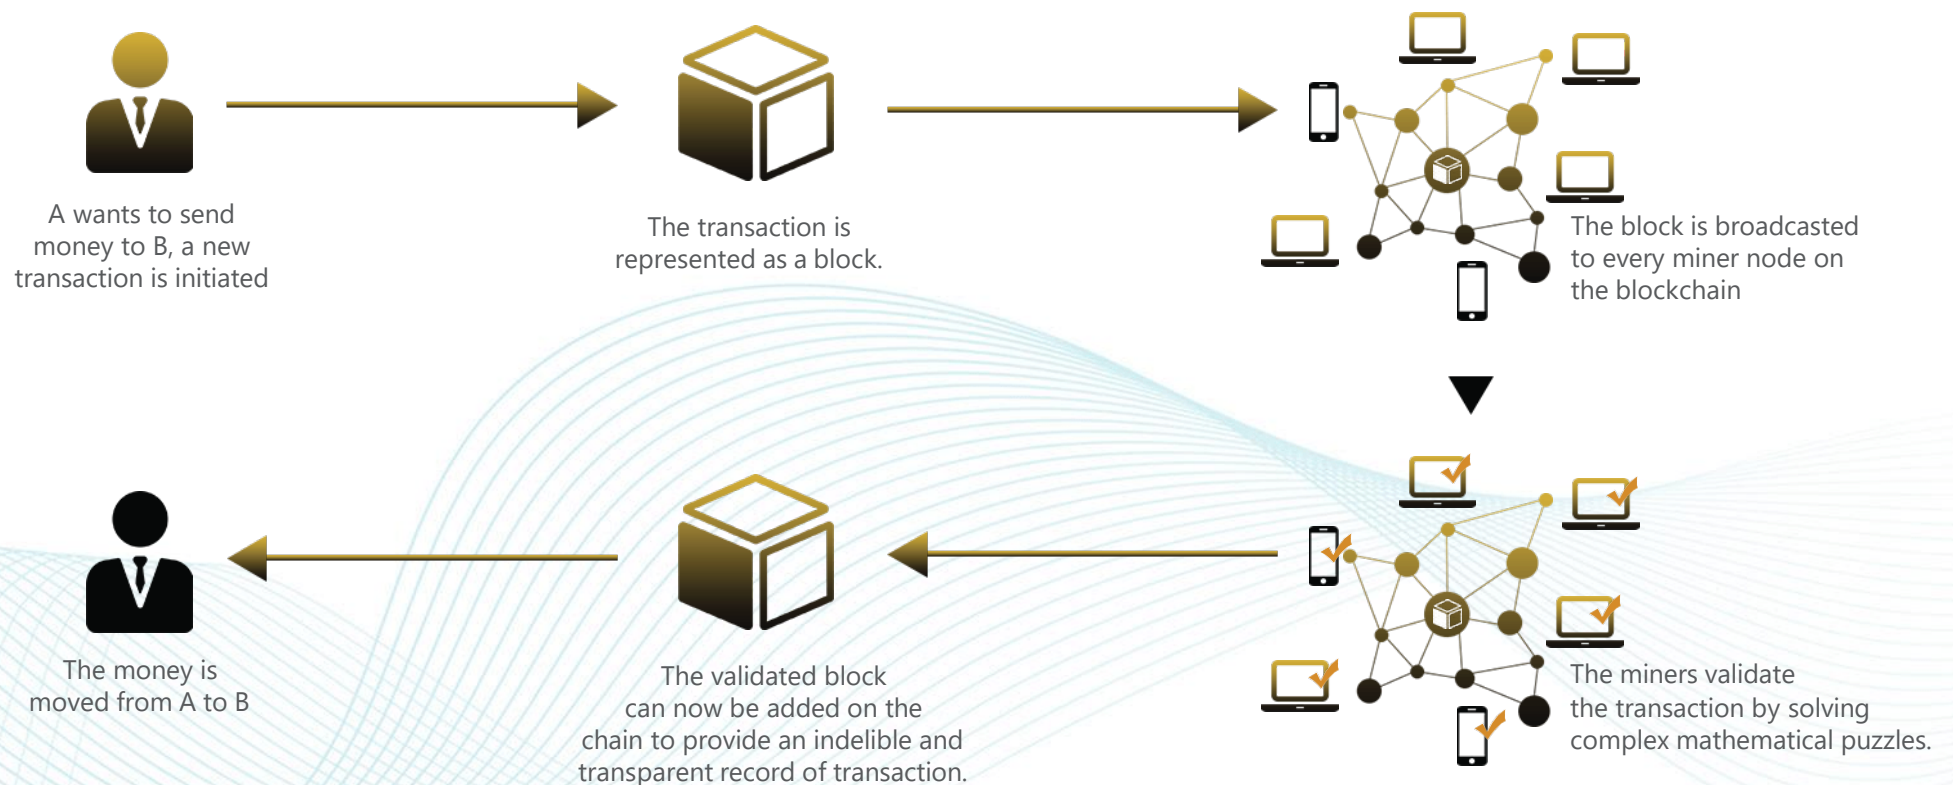 A wants to send
money to B, a new
transaction is initiated
The transaction is
represented as a block.
The block is broadcasted
to every miner node on
the blockchain
The miners validate
the transaction by solving
complex mathematical puzzles.
The validated block
can now be added on the
chain to provide an indelible and
transparent record of transaction.
The money is
moved from A to B